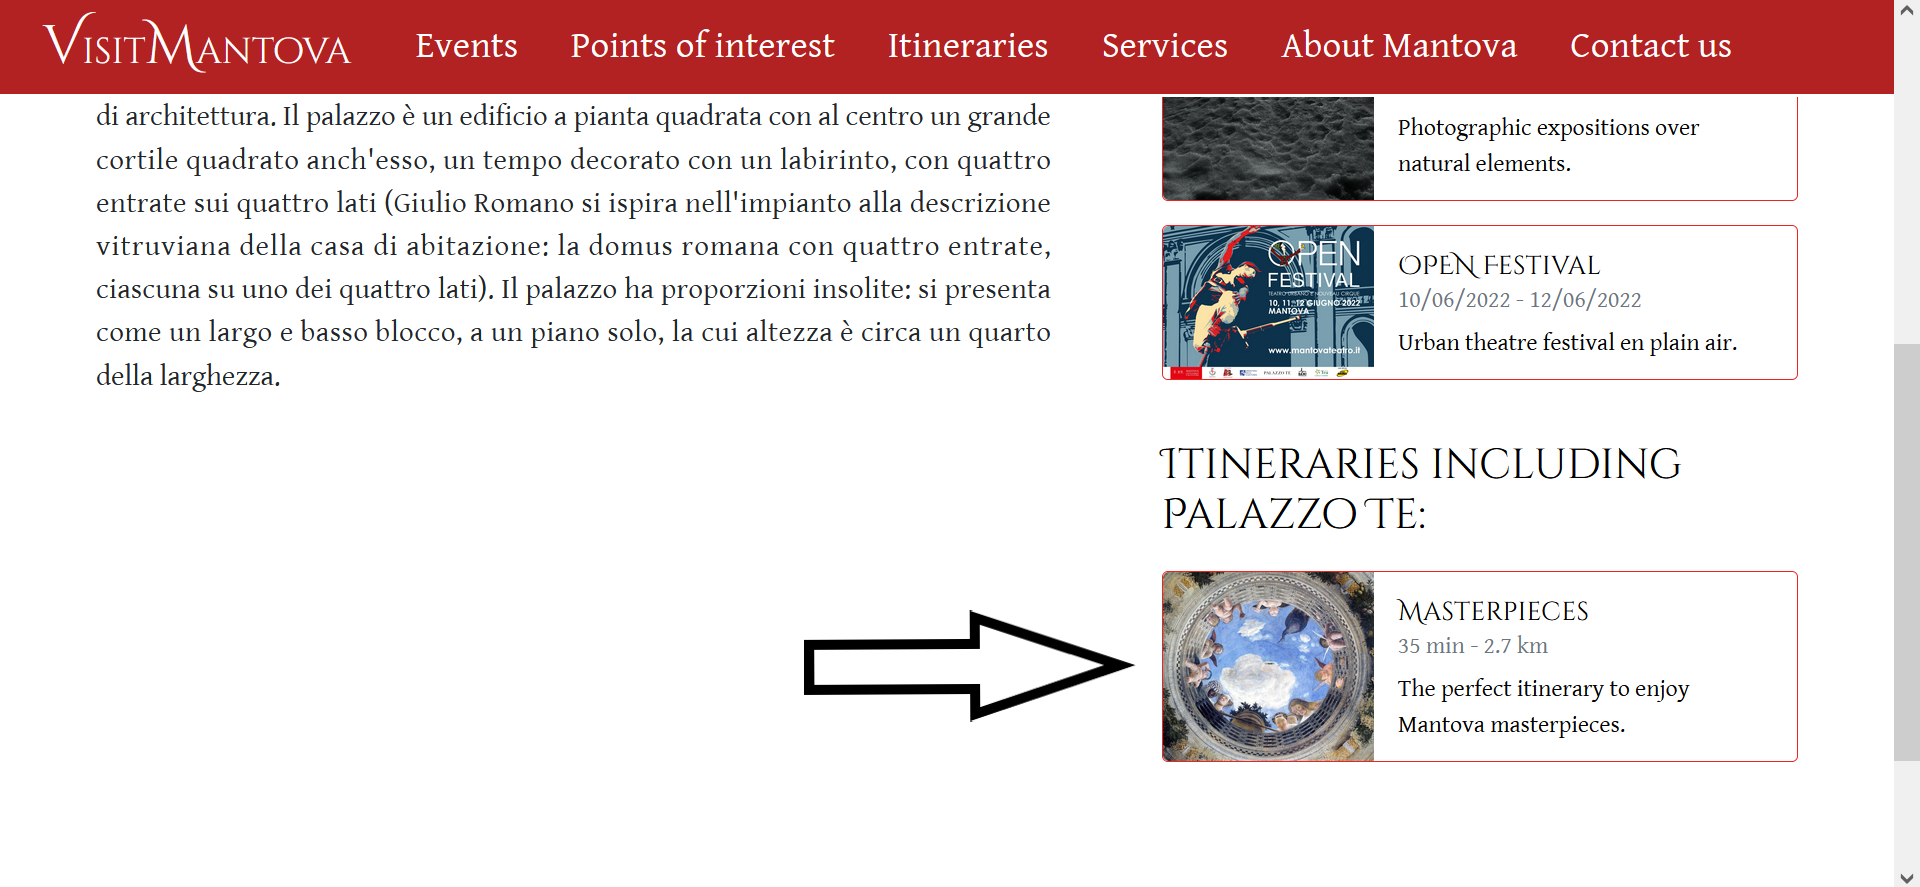 VisitMantova
Events
Points of interest
Itineraries
Services
About Mantova
Contact us
di architettura. Il palazzo è un edificio a pianta quadrata con al centro un grande
cortile quadrato anch'esso, un tempo decorato con un labirinto, con quattro
entrate sui quattro lati (Giulio Romano si ispira nell'impianto alla descrizione
vitruviana della casa di abitazione: la domus romana con quattro entrate,
ciascuna su uno dei quattro lati). Il palazzo ha proporzioni insolite: si presenta
come un largo e basso blocco, a un piano solo, la cui altezza è circa un quarto
della larghezza.
Photographic expositions over
natural elements.
OPEN
FESTIVAL
TEATRO URBANO E NOUVEAU CIRQUE
10, 11, 12 GIUGNO 2022
MANTOVA
www.mantovateatro.it
PALAZZO TE
OPEN Festival
10/06/2022 - 12/06/2022
Urban theatre festival en plain air.
Itineraries including
Palazzo Te:
Masterpieces
35 min - 2.7 km
The perfect itinerary to enjoy
Mantova masterpieces.